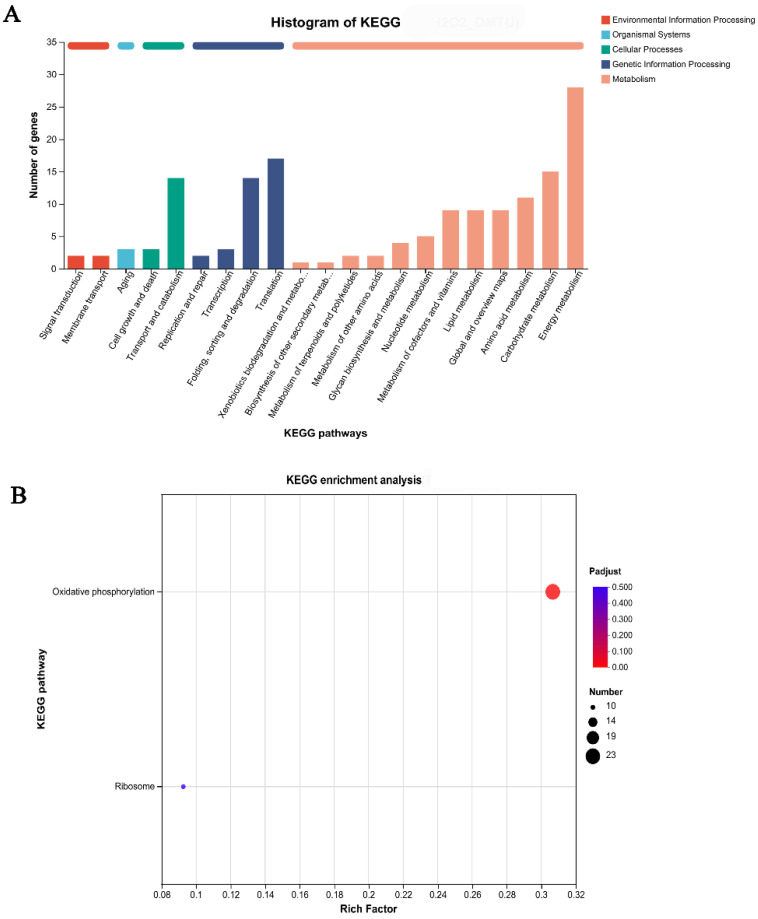 A
Histogram of KEGG
Environmental Information Processing
Organismal Systems
Cellular Processes
Genetic Information Processing
Metabolism
Number of genes
35
30
25
20
15
10
5
0
Signal transduction
Membrane transport
Aging
Cell growth and death
Transport and catabolism
Replication and repair
Transcription
Folding, sorting and degradation
Translation
Xenobiotics biodegradation and metabo...
Biosynthesis of other secondary metab...
Metabolism of terpenoids and polyketides
Metabolism of other amino acids
Glycan biosynthesis and metabolism
Nucleotide metabolism
Metabolism of cofactors and vitamins
Lipid metabolism
Global and overview maps
Amino acid metabolism
Carbohydrate metabolism
Energy metabolism
KEGG pathways
B
KEGG enrichment analysis
KEGG pathway
Oxidative phosphorylation
Ribosome
0.06 0.1 0.12 0.14 0.16 0.18 0.2 0.22 0.24 0.26 0.28 0.3 0.32
Rich Factor
Padjust
0.500
0.400
0.300
0.200
0.100
0.00
Number
10
14
19
23